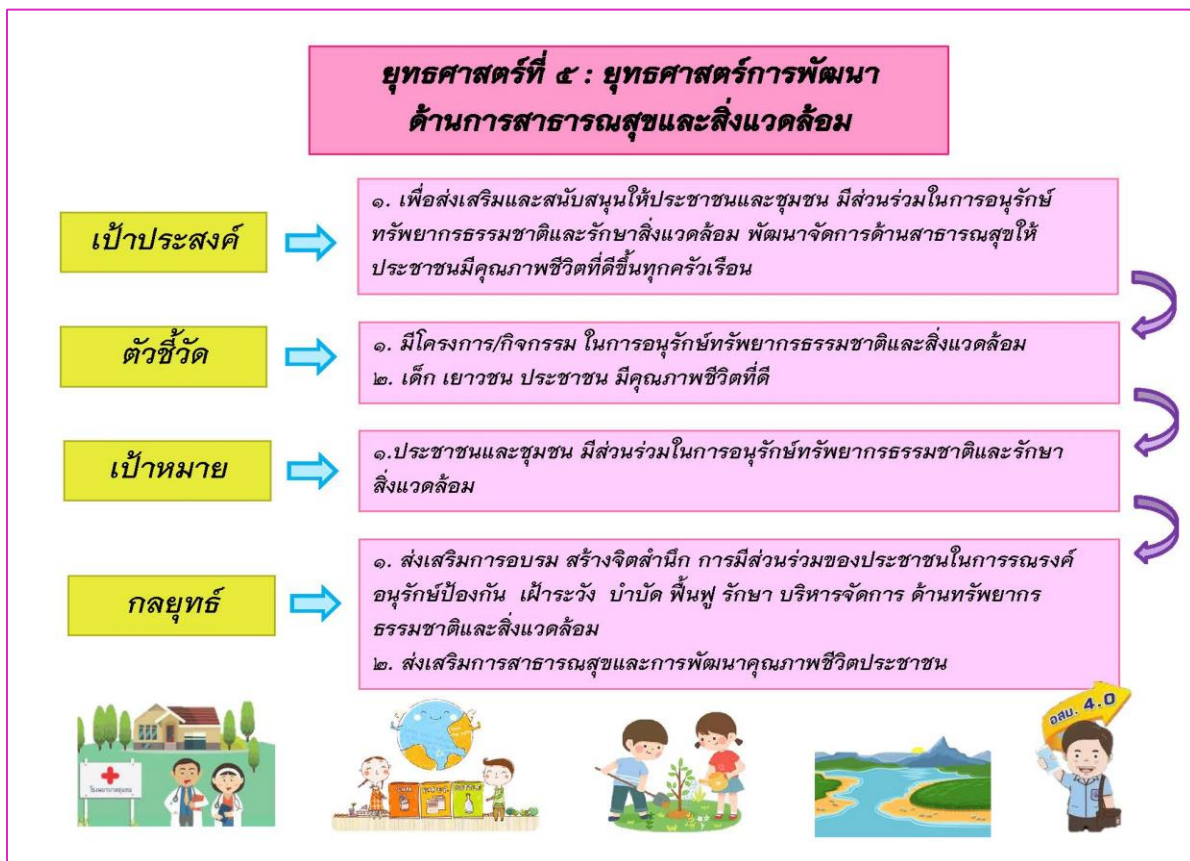 ยุทธศาสตร์ที่ ๕ : ยุทธศาสตร์การพัฒนา
ด้านการสาธารณสุขและสิ่งแวดล้อม
เป้าประสงค์
๑. เพื่อส่งเสริมและสนับสนุนให้ประชาชนและชุมชน มีส่วนร่วมในการอนุรักษ์
ทรัพยากรธรรมชาติและรักษาสิ่งแวดล้อม พัฒนาจัดการด้านสาธารณสุขให้
ประชาชนมีคุณภาพชีวิตที่ดีขึ้นทุกครัวเรือน
ตัวชี้วัด
๑. มีโครงการ/กิจกรรม ในการอนุรักษ์ทรัพยากรธรรมชาติและสิ่งแวดล้อม
๒. เด็ก เยาวชน ประชาชน มีคุณภาพชีวิตที่ดี
เป้าหมาย
๑.ประชาชนและชุมชน มีส่วนร่วมในการอนุรักษ์ทรัพยากรธรรมชาติและรักษา
สิ่งแวดล้อม
กลยุทธ์
๑. ส่งเสริมการอบรม สร้างจิตสำนึก การมีส่วนร่วมของประชาชนในการรณรงค์
อนุรักษ์ป้องกัน เฝ้าระวัง บำบัด ฟื้นฟู รักษา บริหารจัดการ ด้านทรัพยากร
ธรรมชาติและสิ่งแวดล้อม
๒. ส่งเสริมการสาธารณสุขและการพัฒนาคุณภาพชีวิตประชาชน
โรงพยาบาลชุมชน
อสม. 4.0